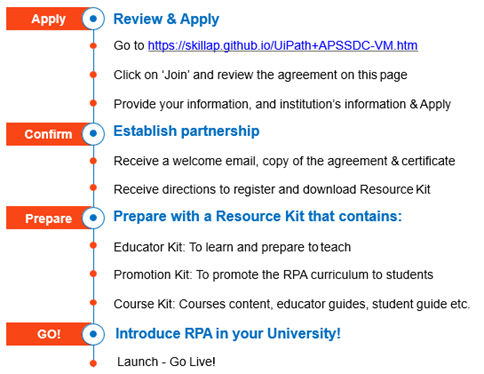 Apply Review & Apply
Go to https://skillap.github.io/UiPath+APSSDC-VM.htm
Click on ‘Join’ and review the agreement on this page
Provide your information, and institution’s information & Apply
Confirm Establish partnership
Receive a welcome email, copy of the agreement & certificate
Receive directions to register and download Resource Kit
Prepare Prepare with a Resource Kit that contains:
Educator Kit: To learn and prepare to teach
Promotion Kit: To promote the RPA curriculum to students
Course Kit: Courses content, educator guides, student guide etc.
GO! Introduce RPA in your University!
Launch - Go Live!